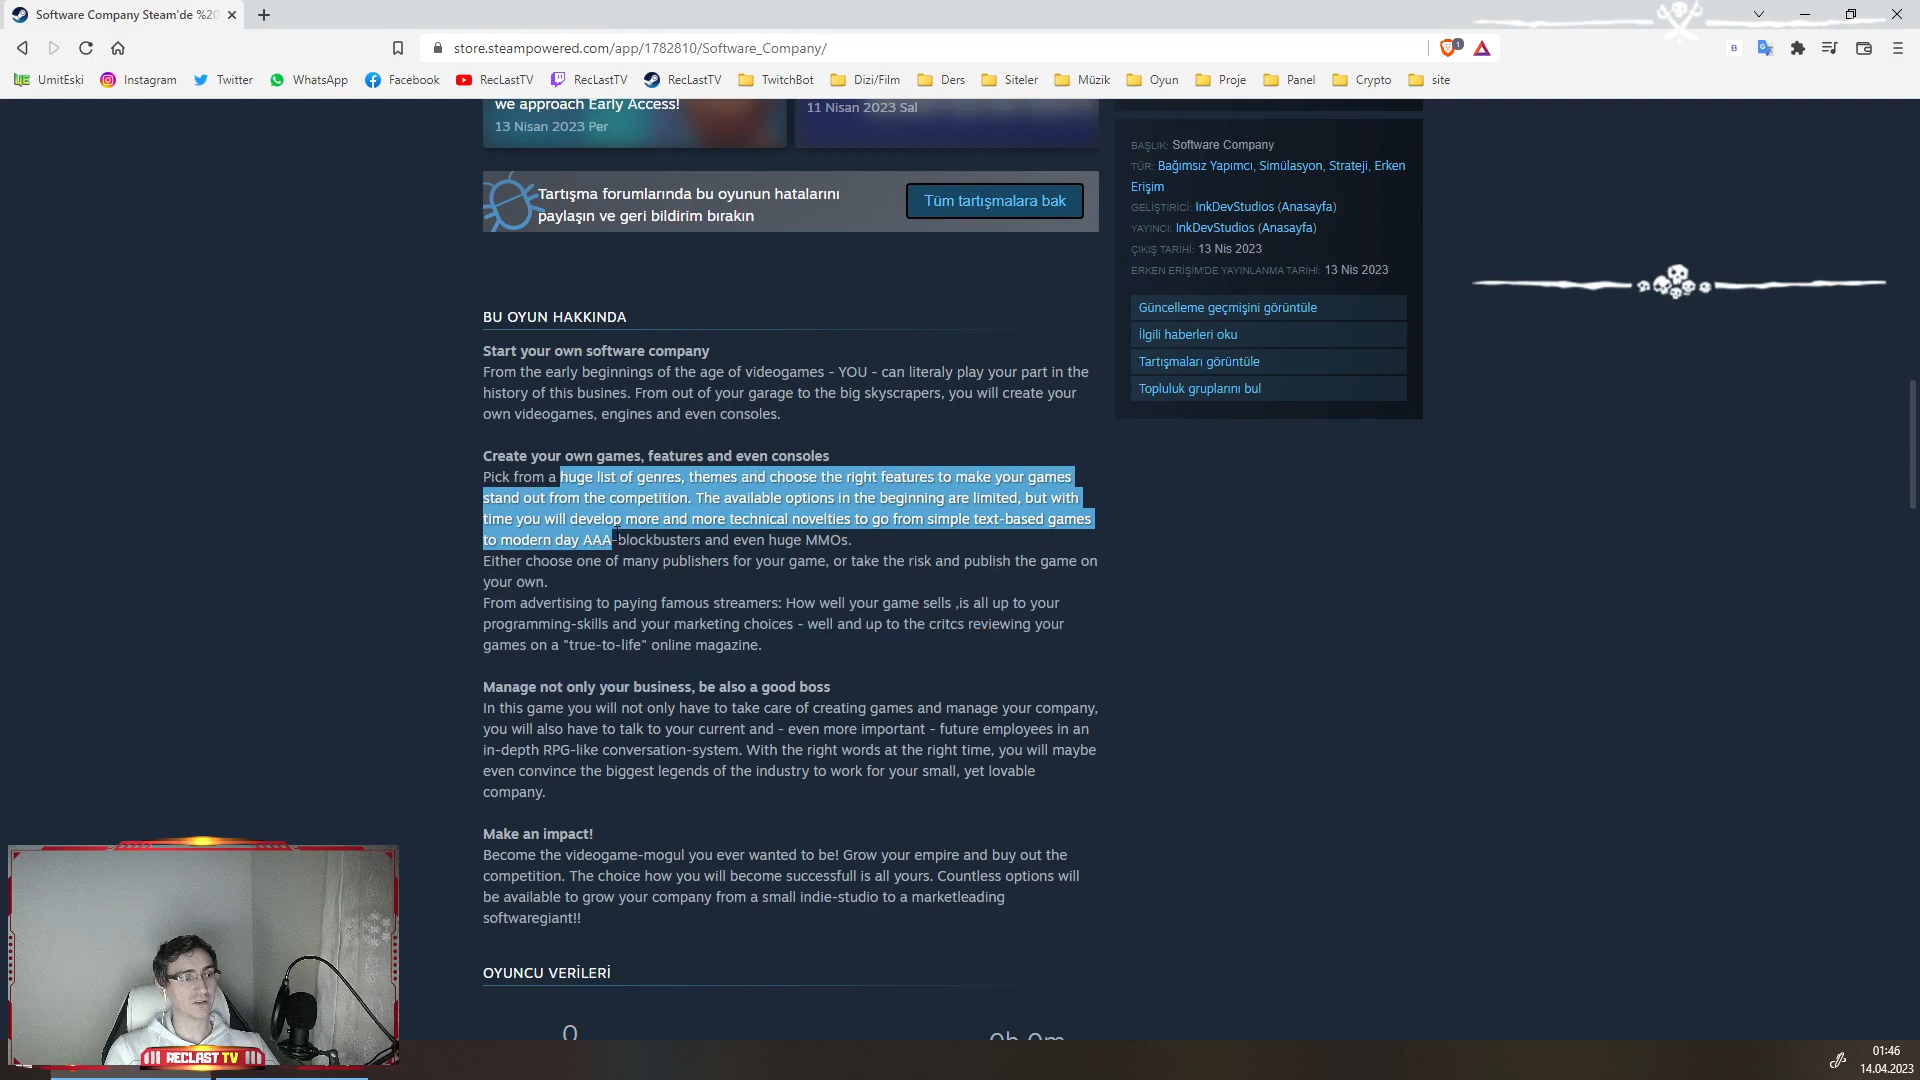 Software Company Steam'de %20
store.steampowered.com/app/1782810/Software_Company/
1
B
UE UmitEski Instagram Twitter WhatsApp Facebook RecLastTV RecLastTV RecLastTV TwitchBot Dizi/Film Ders Siteler Müzik Oyun Proje Panel Crypto site
we approach Early Access!
13 Nisan 2023 Per
11 Nisan 2023 Sal
Tartışma forumlarında bu oyunun hatalarını
paylaşın ve geri bildirim bırakın
Tüm tartışmalara bak
BAŞLIK: Software Company
TÜR: Bağımsız Yapımcı, Simülasyon, Strateji, Erken
Erişim
GELİŞTİRİCİ: InkDevStudios (Anasayfa)
YAYINCI: InkDevStudios (Anasayfa)
ÇIKIŞ TARİHİ: 13 Nis 2023
ERKEN ERİŞİM'DE YAYINLANMA TARİHİ: 13 Nis 2023
Güncelleme geçmişini görüntüle
İlgili haberleri oku
Tartışmaları görüntüle
Topluluk gruplarını bul
BU OYUN HAKKINDA
Start your own software company
From the early beginnings of the age of videogames - YOU - can literaly play your part in the
history of this busines. From out of your garage to the big skyscrapers, you will create your
own videogames, engines and even consoles.
Create your own games, features and even consoles
Pick from a huge list of genres, themes and choose the right features to make your games
stand out from the competition. The available options in the beginning are limited, but with
time you will develop more and more technical novelties to go from simple text-based games
to modern day AAA-blockbusters and even huge MMOs.
Either choose one of many publishers for your game, or take the risk and publish the game on
your own.
From advertising to paying famous streamers: How well your game sells ,is all up to your
programming-skills and your marketing choices - well and up to the critcs reviewing your
games on a "true-to-life" online magazine.
Manage not only your business, be also a good boss
In this game you will not only have to take care of creating games and manage your company,
you will also have to talk to your current and - even more important - future employees in an
in-depth RPG-like conversation-system. With the right words at the right time, you will maybe
even convince the biggest legends of the industry to work for your small, yet lovable
company.
Make an impact!
Become the videogame-mogul you ever wanted to be! Grow your empire and buy out the
competition. The choice how you will become successfull is all yours. Countless options will
be available to grow your company from a small indie-studio to a marketleading
softwaregiant!!
OYUNCU VERİLERİ
0
0h 0m
RECLAST TV
01:46
14.04.2023